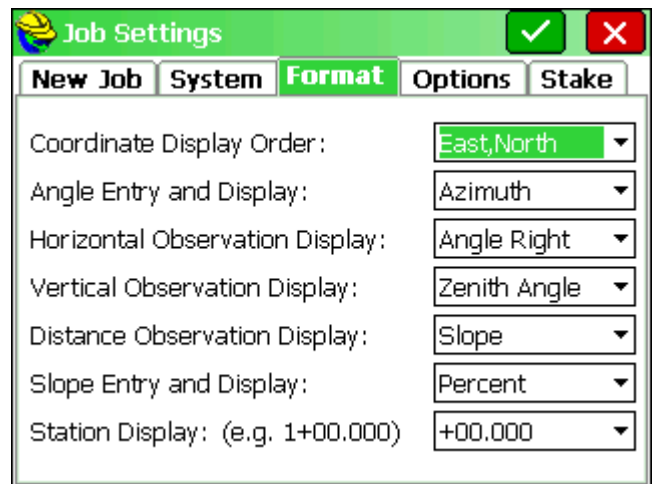 Job Settings
New Job System Format Options Stake
Coordinate Display Order: East,North
Angle Entry and Display: Azimuth
Horizontal Observation Display: Angle Right
Vertical Observation Display: Zenith Angle
Distance Observation Display: Slope
Slope Entry and Display: Percent
Station Display: (e.g. 1+00.000) +00.000